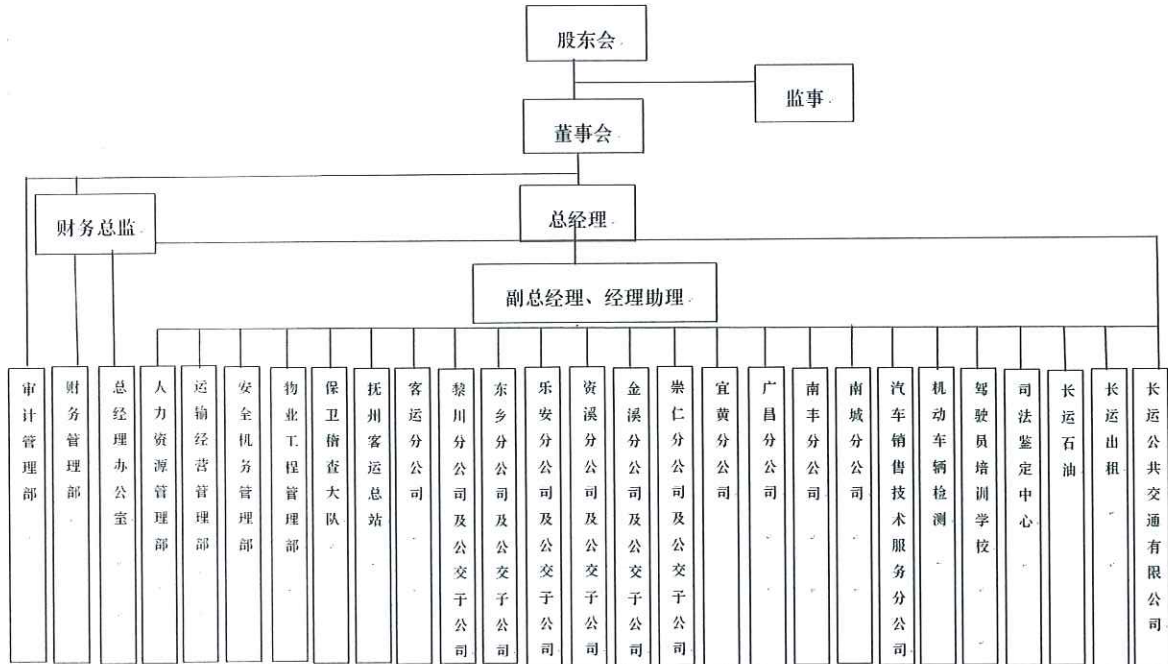 股东会
监事
董事会
财务总监
总经理
副总经理、经理助理
审计管理部
财务管理部
总经理办公室
人力资源管理部
运输经营管理部
安全机务管理部
物业工程管理部
保卫稽查大队
抚州客运总站
客运分公司
黎川分公司及公交子公司
东乡分公司及公交子公司
乐安分公司及公交子公司
资溪分公司及公交子公司
金溪分公司及公交子公司
崇仁分公司及公交子公司
宜黄分公司
广昌分公司
南丰分公司
南城分公司
汽车销售技术服务分公司
机动车辆检测
驾驶员培训学校
司法鉴定中心
长运石油
长运出租
长运公共交通有限公司